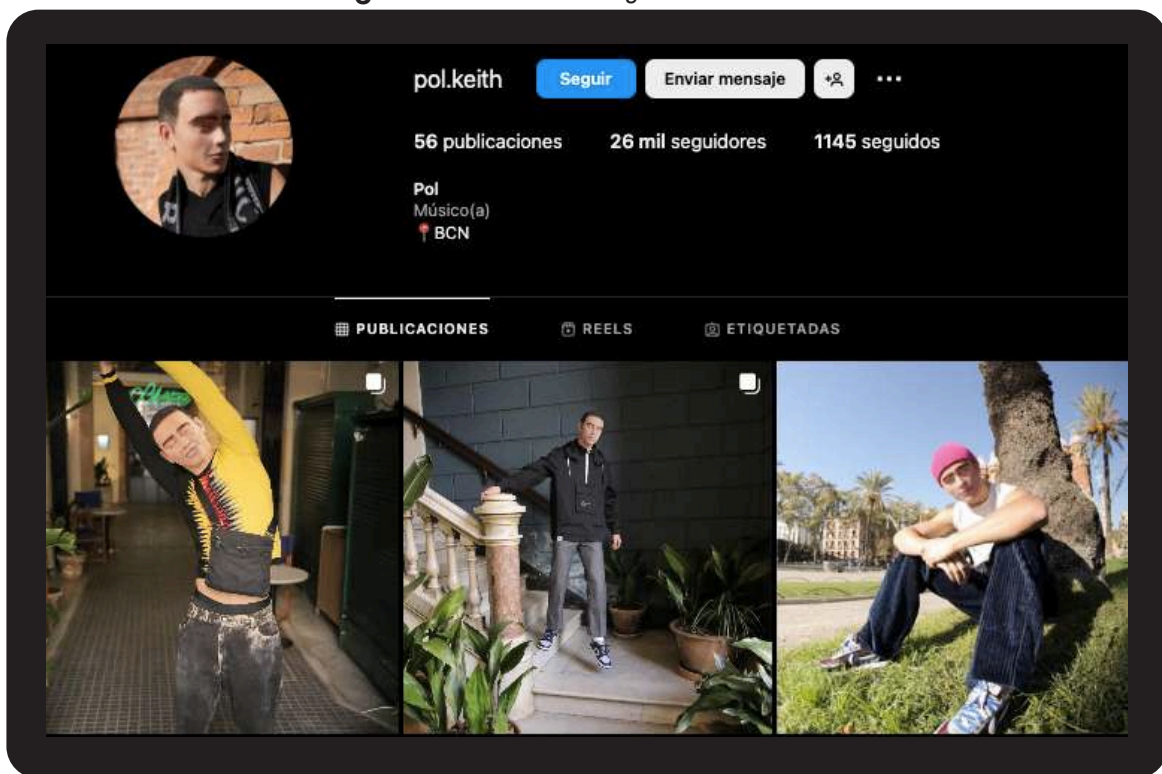 pol.keith Seguir Enviar mensaje
56 publicaciones 26 mil seguidores 1145 seguidos
Pol
Músico(a)
BCN
PUBLICACIONES REELS ETIQUETADAS